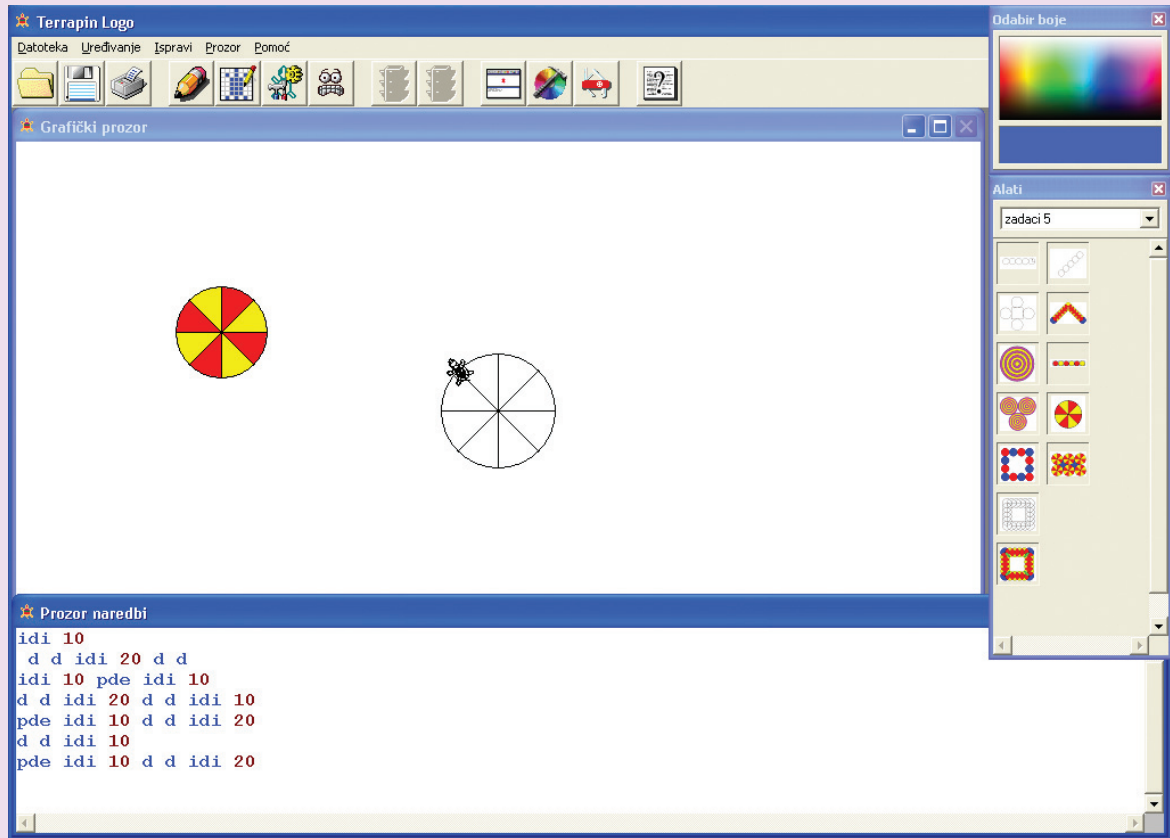 Terrapin Logo
Datoteka Uređivanje Ispravi Prozor Pomoć
Grafički prozor
Odabir boje
Alati
zadaci 5
Prozor naredbi
idi 10
d d idi 20 d d
idi 10 pde idi 10
d d idi 20 d d idi 10
pde idi 10 d d idi 20
d d idi 10
pde idi 10 d d idi 20